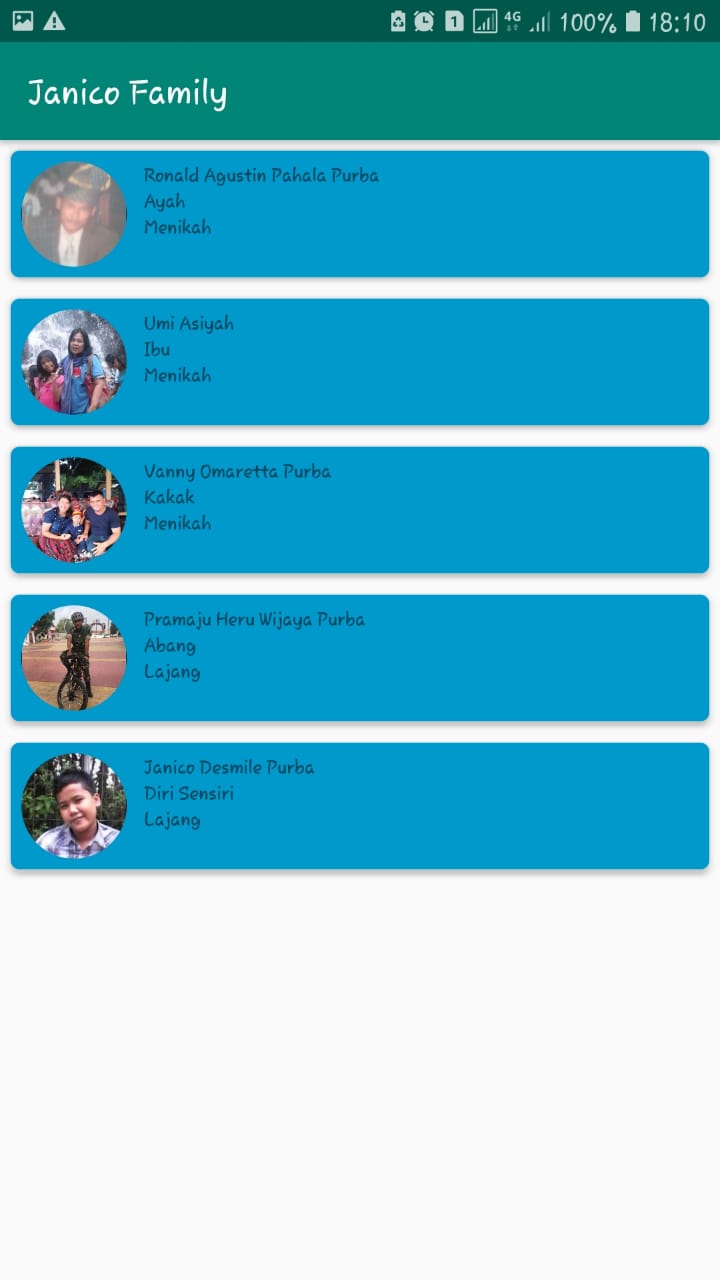 4G 100% 18:10
Janico Family
Ronald Agustin Pahala Purba
Ayah
Menikah
Umi Asiyah
Ibu
Menikah
Vanny Omaretta Purba
Kakak
Menikah
Pramaju Heru Wijaya Purba
Abang
Lajang
Janico Desmile Purba
Diri Sensiri
Lajang